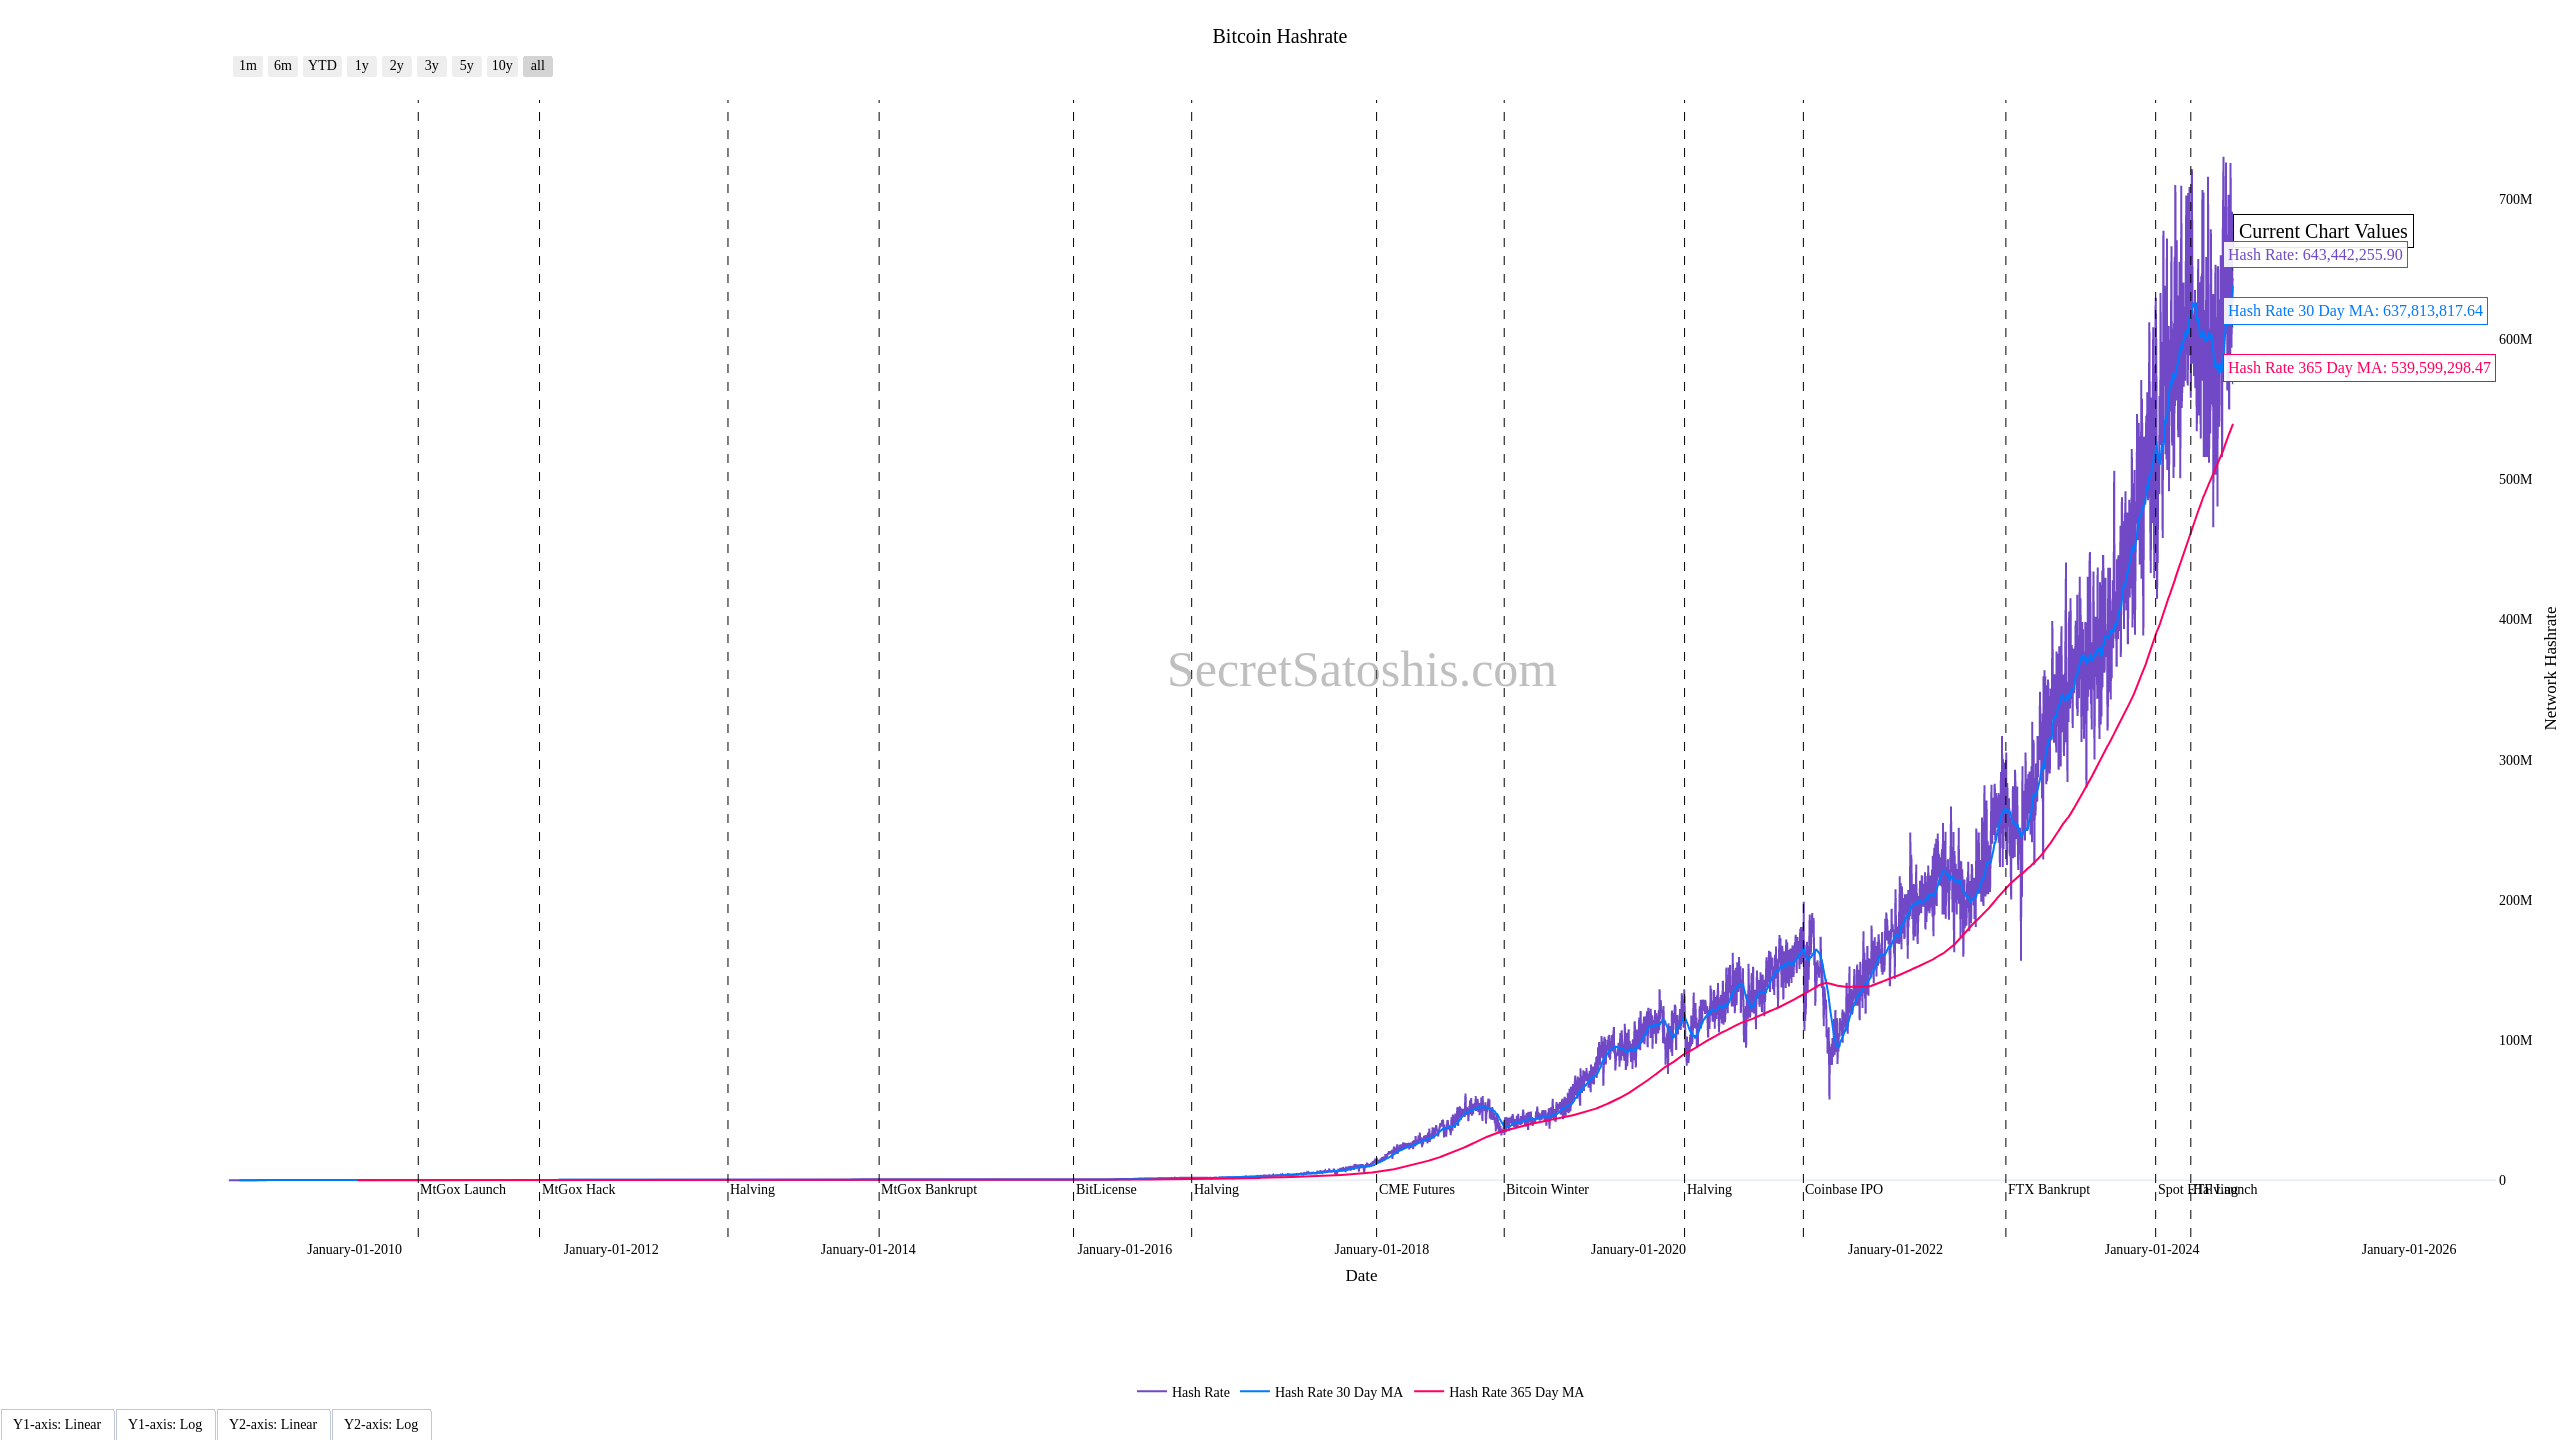 Bitcoin Hashrate
1m 6m YTD 1y 2y 3y 5y 10y all
700M
Current Chart Values
Hash Rate: 643,442,255.90
Hash Rate 30 Day MA: 637,813,817.64
600M
Hash Rate 365 Day MA: 539,599,298.47
500M
400M
Network Hashrate
SecretSatoshis.com
300M
200M
100M
0
MtGox Launch MtGox Hack Halving MtGox Bankrupt BitLicense Halving CME Futures Bitcoin Winter Halving Coinbase IPO FTX Bankrupt Spot ETF Launch Halving
January-01-2010 January-01-2012 January-01-2014 January-01-2016 January-01-2018 January-01-2020 January-01-2022 January-01-2024 January-01-2026
Date
Hash Rate Hash Rate 30 Day MA Hash Rate 365 Day MA
Y1-axis: Linear Y1-axis: Log Y2-axis: Linear Y2-axis: Log